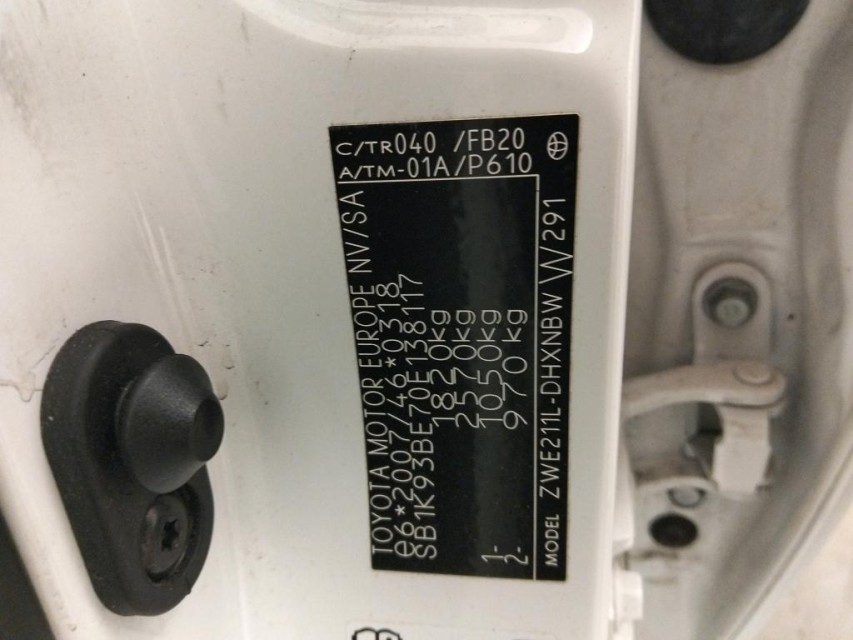 C/TR040 /FB20
A/TM-01A/P610
TOYOTA MOTOR EUROPE NV/SA
e6*2007/46*0318
SB1K93BE70E138117
1820kg
2570kg
1- 1050kg
2- 970kg
MODEL ZWE211L-DHXNBW W291